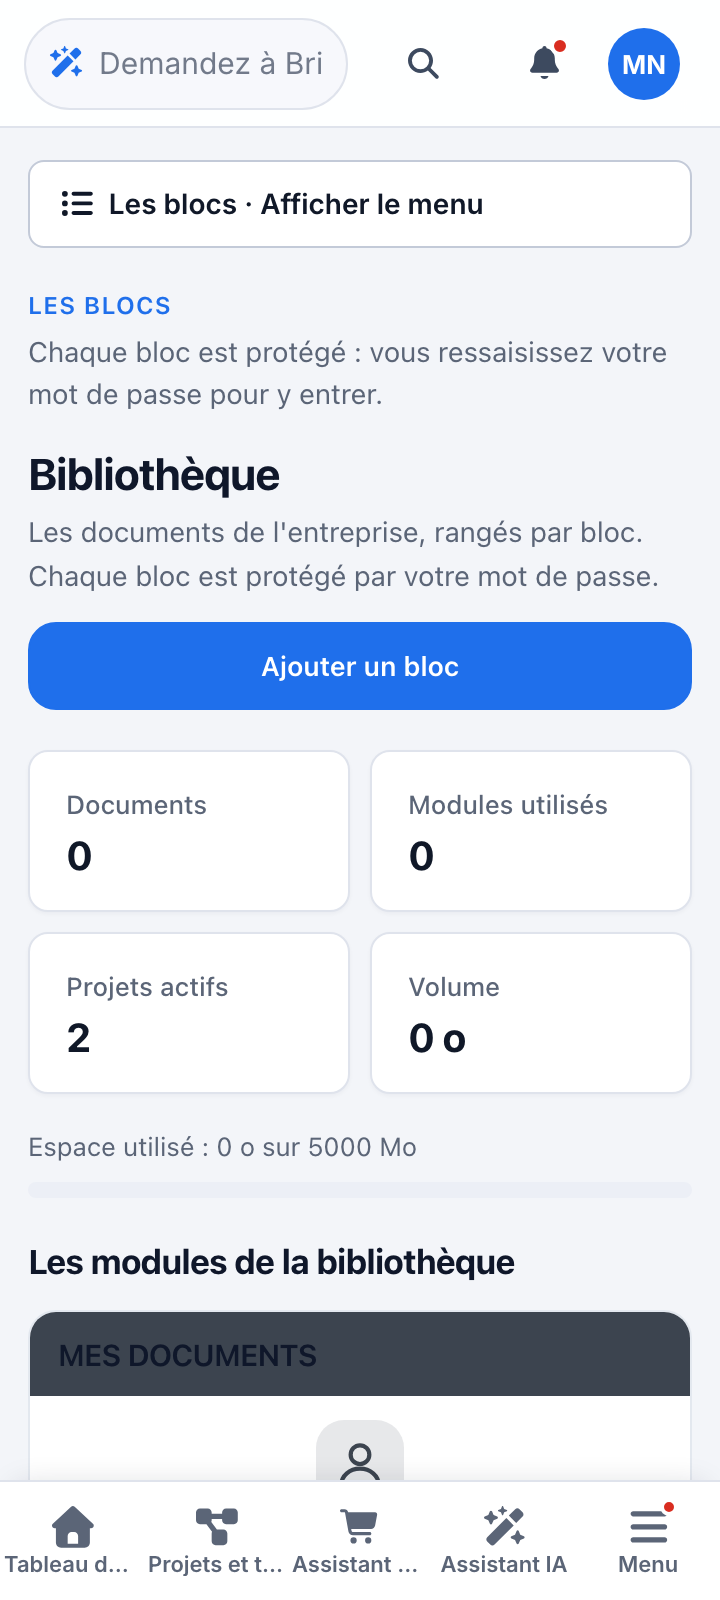 Demandez à Bri
MN
Les blocs · Afficher le menu
LES BLOCS
Chaque bloc est protégé : vous ressaisissez votre
mot de passe pour y entrer.
Bibliothèque
Les documents de l'entreprise, rangés par bloc.
Chaque bloc est protégé par votre mot de passe.
Ajouter un bloc
Documents
0
Modules utilisés
0
Projets actifs
2
Volume
0 o
Espace utilisé : 0 o sur 5000 Mo
Les modules de la bibliothèque
MES DOCUMENTS
Tableau d...
Projets et t...
Assistant ...
Assistant IA
Menu